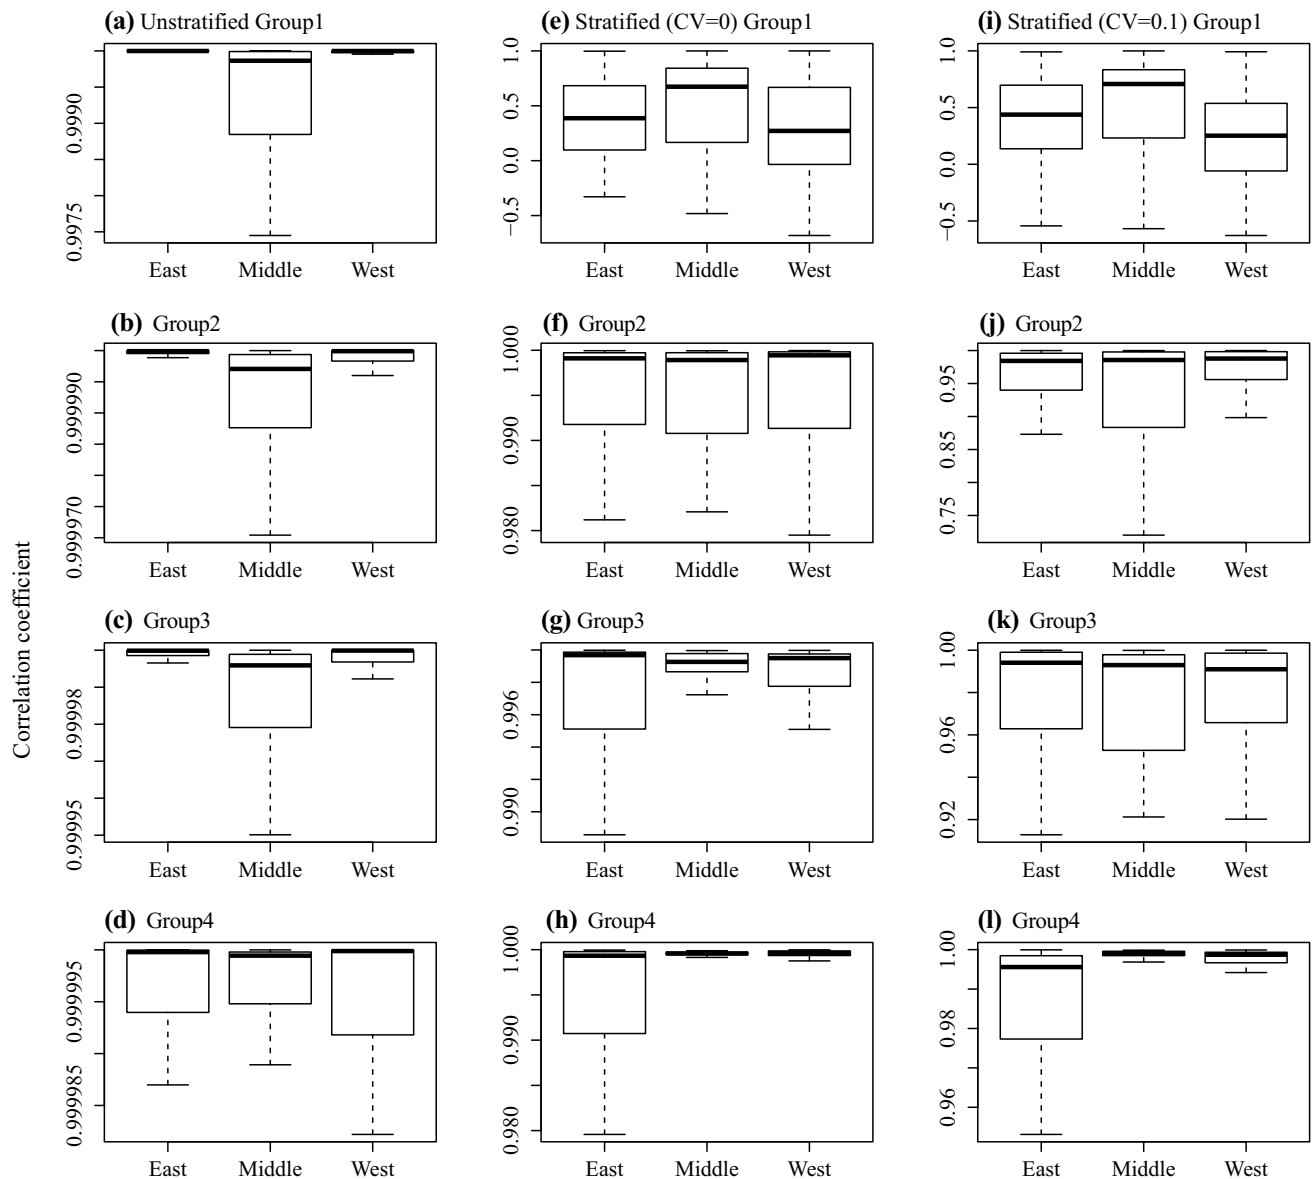 (a) Unstratified Group1
0.9990
0.9975
East Middle West
(e) Stratified (CV=0) Group1
1.0
0.5
0.0
−0.5
East Middle West
(i) Stratified (CV=0.1) Group1
1.0
0.5
0.0
−0.5
East Middle West
(b) Group2
0.999990
0.999970
East Middle West
(f) Group2
1.000
0.990
0.980
East Middle West
(j) Group2
0.95
0.85
0.75
East Middle West
Correlation coefficient
(c) Group3
0.99998
0.99995
East Middle West
(g) Group3
0.996
0.990
East Middle West
(k) Group3
1.00
0.96
0.92
East Middle West
(d) Group4
0.999995
0.999985
East Middle West
(h) Group4
1.000
0.990
0.980
East Middle West
(l) Group4
1.00
0.98
0.96
East Middle West